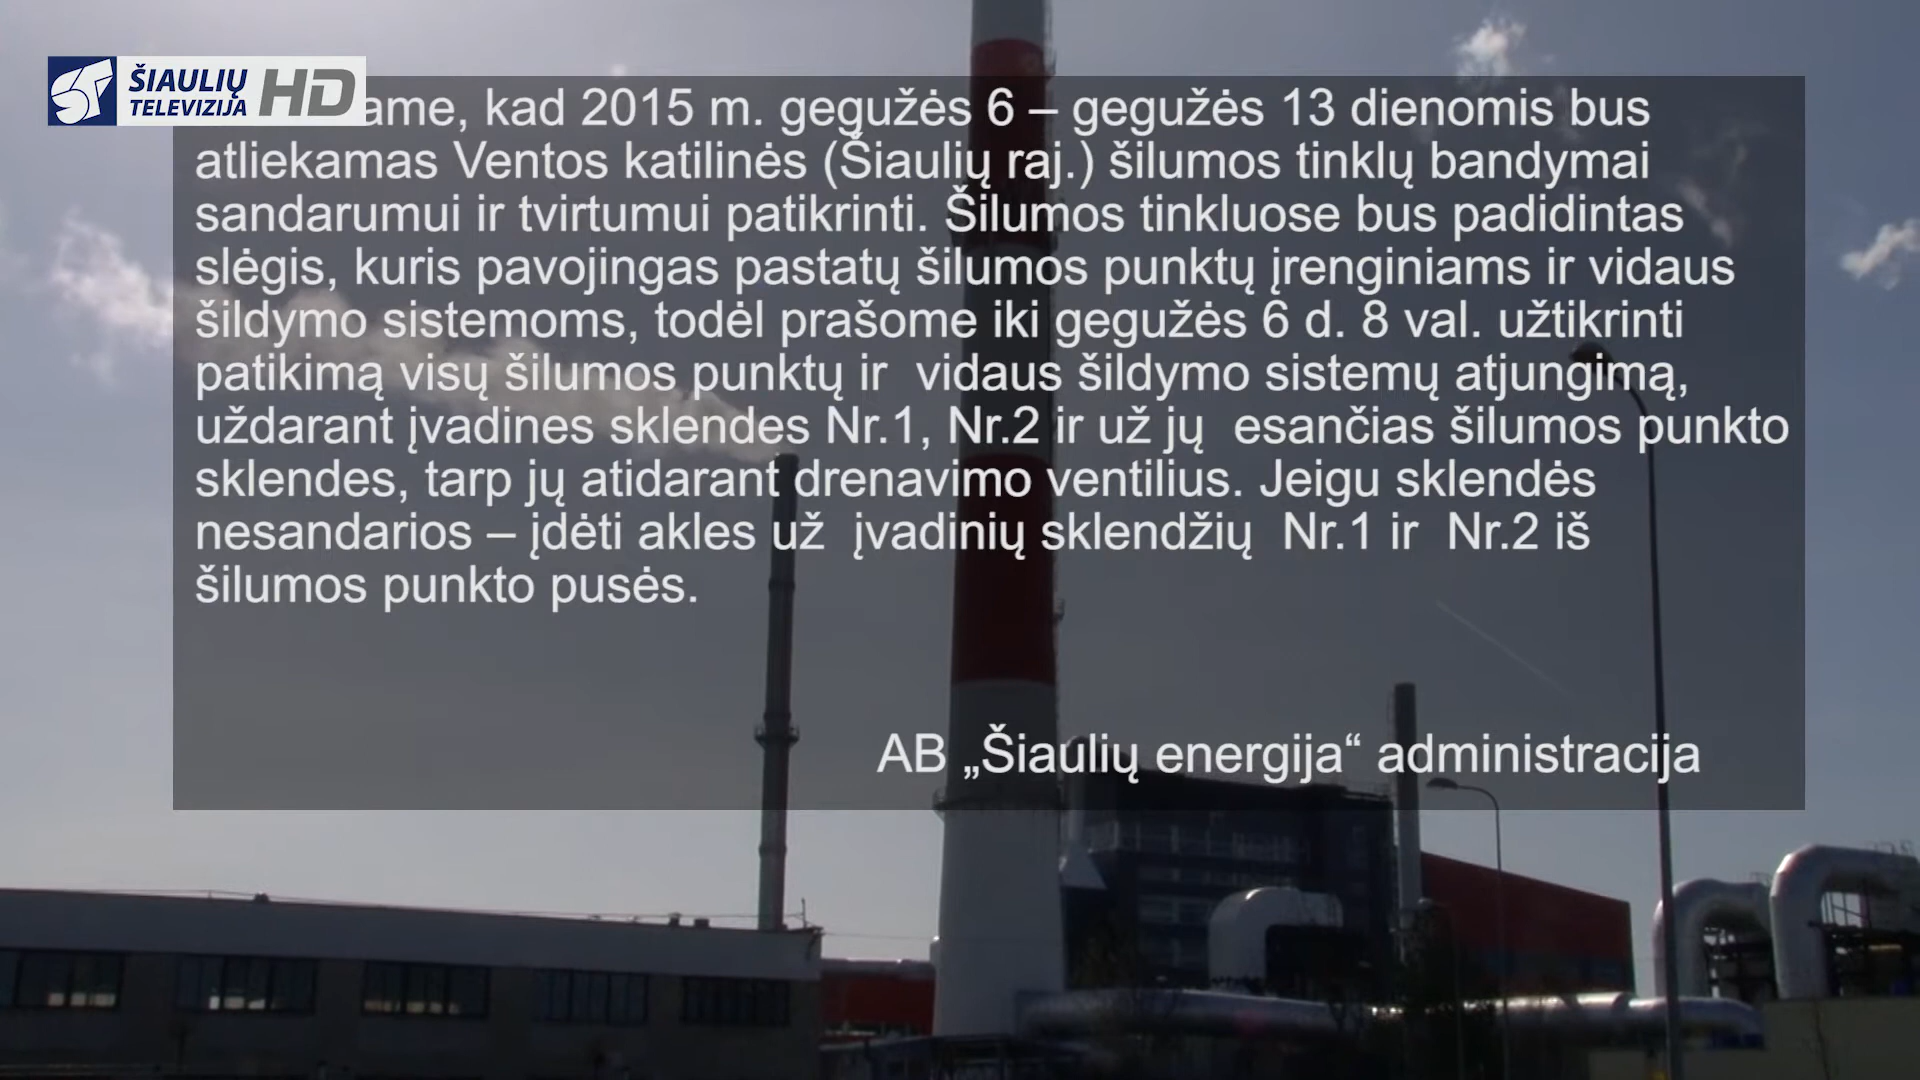 ŠIAULIŲ
TELEVIZIJA HD
ame, kad 2015 m. gegužės 6 – gegužės 13 dienomis bus
atliekamas Ventos katilinės (Šiaulių raj.) šilumos tinklų bandymai
sandarumui ir tvirtumui patikrinti. Šilumos tinkluose bus padidintas
slėgis, kuris pavojingas pastatų šilumos punktų įrenginiams ir vidaus
šildymo sistemoms, todėl prašome iki gegužės 6 d. 8 val. užtikrinti
patikimą visų šilumos punktų ir  vidaus šildymo sistemų atjungimą,
uždarant įvadines sklendes Nr.1, Nr.2 ir už jų  esančias šilumos punkto
sklendes, tarp jų atidarant drenavimo ventilius. Jeigu sklendės
nesandarios – įdėti akles už  įvadinių sklendžių  Nr.1 ir  Nr.2 iš
šilumos punkto pusės.
AB „Šiaulių energija“ administracija